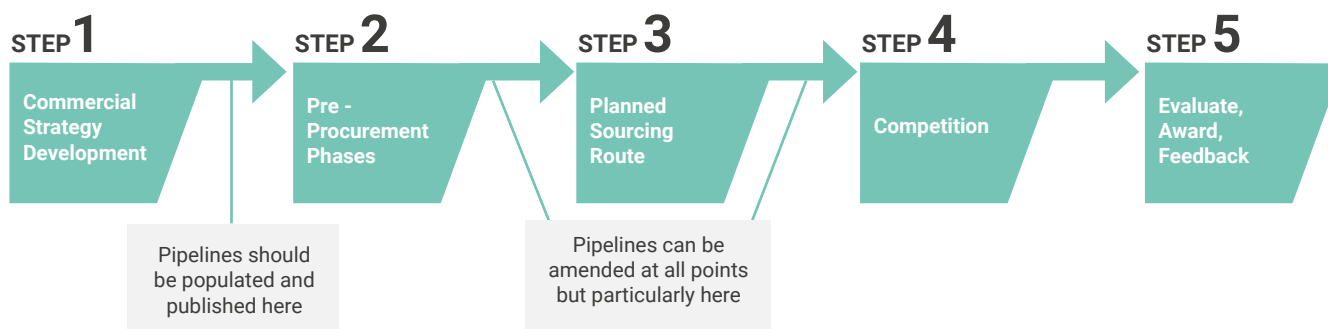 STEP 1
Commercial
Strategy
Development
STEP 2
Pre -
Procurement
Phases
STEP 3
Planned
Sourcing
Route
STEP 4
Competition
STEP 5
Evaluate,
Award,
Feedback
Pipelines should
be populated and
published here
Pipelines can be
amended at all points
but particularly here